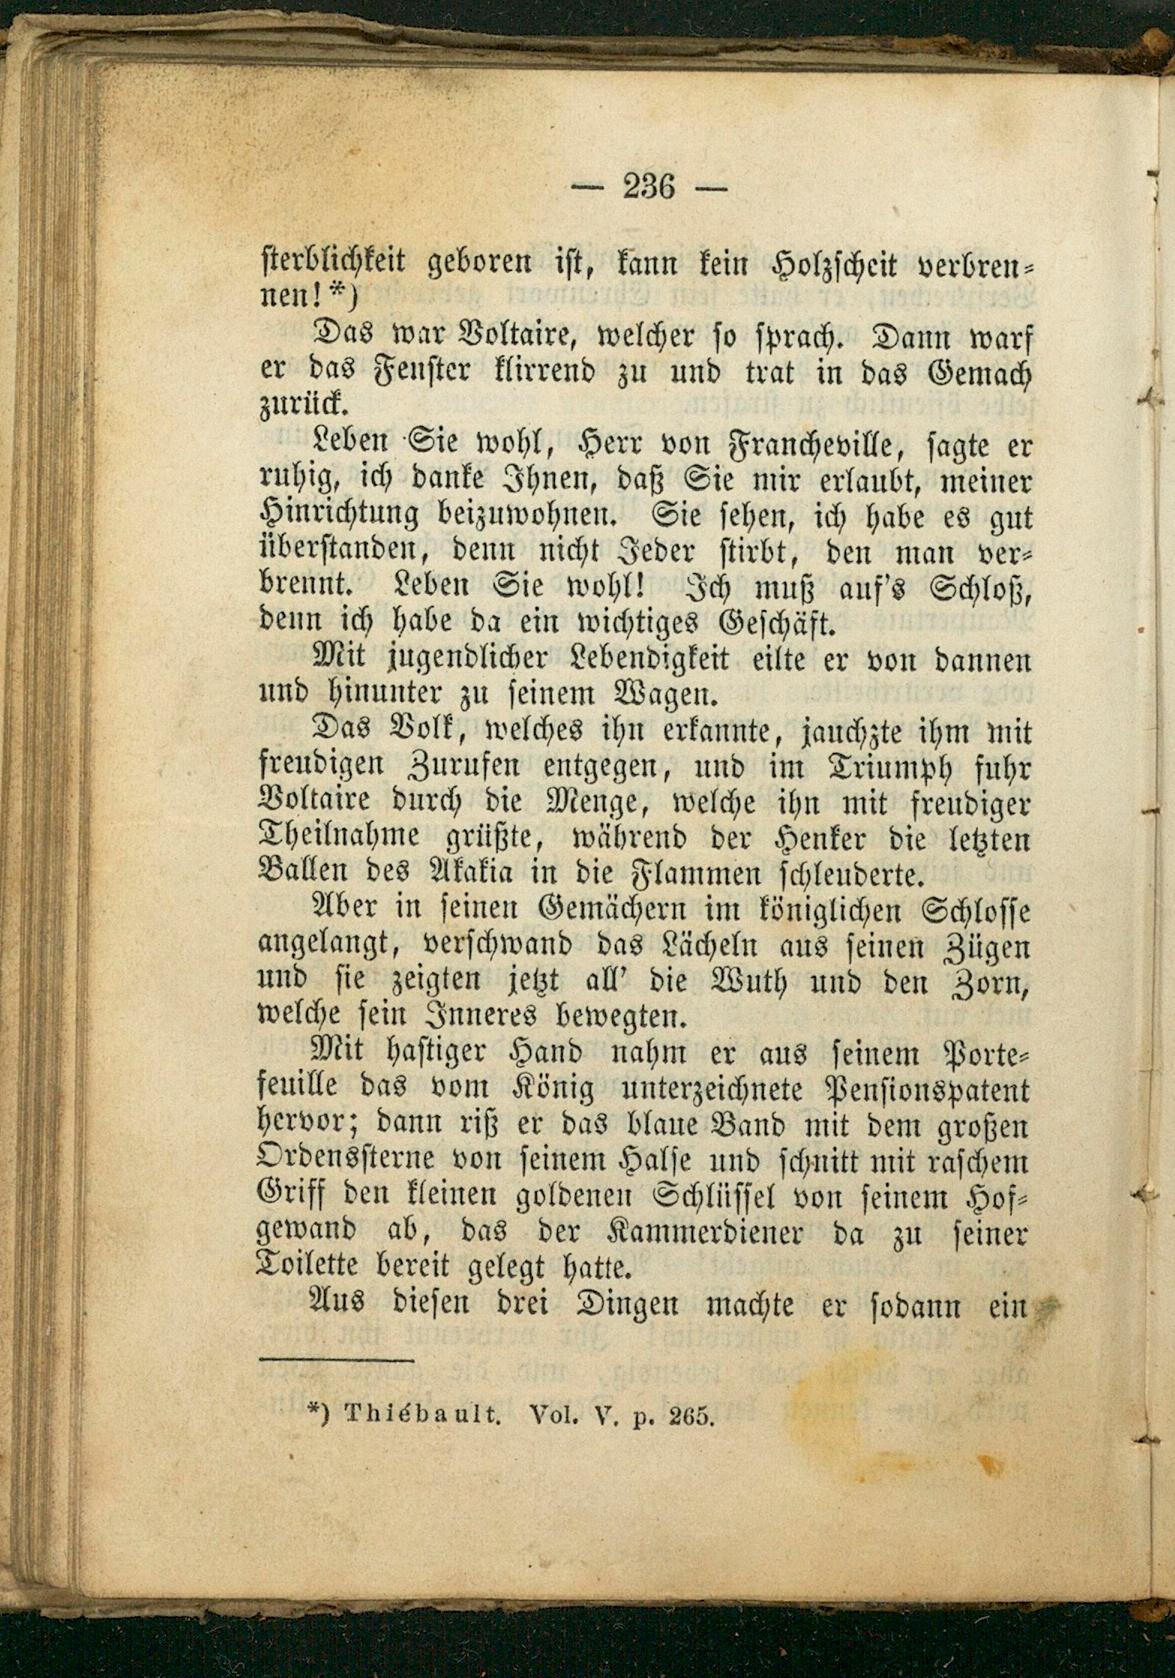 — 236 —
sterblichkeit geboren ist, kann kein Holzscheit verbren-
nen!*)
Das war Voltaire, welcher so sprach. Dann warf
er das Fenster klirrend zu und trat in das Gemach
zurück.
Leben Sie wohl, Herr von Francheville, sagte er
ruhig, ich danke Ihnen, daß Sie mir erlaubt, meiner
Hinrichtung beizuwohnen. Sie sehen, ich habe es gut
überstanden, denn nicht Jeder stirbt, den man ver-
brennt. Leben Sie wohl! Ich muß auf's Schloß,
denn ich habe da ein wichtiges Geschäft.
Mit jugendlicher Lebendigkeit eilte er von dannen
und hinunter zu seinem Wagen.
Das Volk, welches ihn erkannte, jauchzte ihm mit
freudigen Zurufen entgegen, und im Triumph fuhr
Voltaire durch die Menge, welche ihn mit freudiger
Theilnahme grüßte, während der Henker die letzten
Ballen des Akakia in die Flammen schleuderte.
Aber in seinen Gemächern im königlichen Schlosse
angelangt, verschwand das Lächeln aus seinen Zügen
und sie zeigten jetzt all' die Wuth und den Zorn,
welche sein Inneres bewegten.
Mit hastiger Hand nahm er aus seinem Porte-
feuille das vom König unterzeichnete Pensionspatent
hervor; dann riß er das blaue Band mit dem großen
Ordenssterne von seinem Halse und schnitt mit raschem
Griff den kleinen goldenen Schlüssel von seinem Hof-
gewand ab, das der Kammerdiener da zu seiner
Toilette bereit gelegt hatte.
Aus diesen drei Dingen machte er sodann ein
*) Thiébault. Vol. V. p. 265.